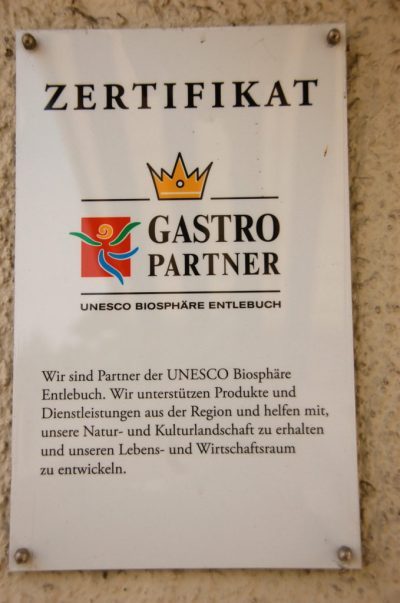 ZERTIFIKAT
GASTRO
PARTNER
UNESCO BIOSPHÄRE ENTLEBUCH
Wir sind Partner der UNESCO Biosphäre
Entlebuch. Wir unterstützen Produkte und
Dienstleistungen aus der Region und helfen mit,
unsere Natur- und Kulturlandschaft zu erhalten
und unseren Lebens- und Wirtschaftsraum
zu entwickeln.